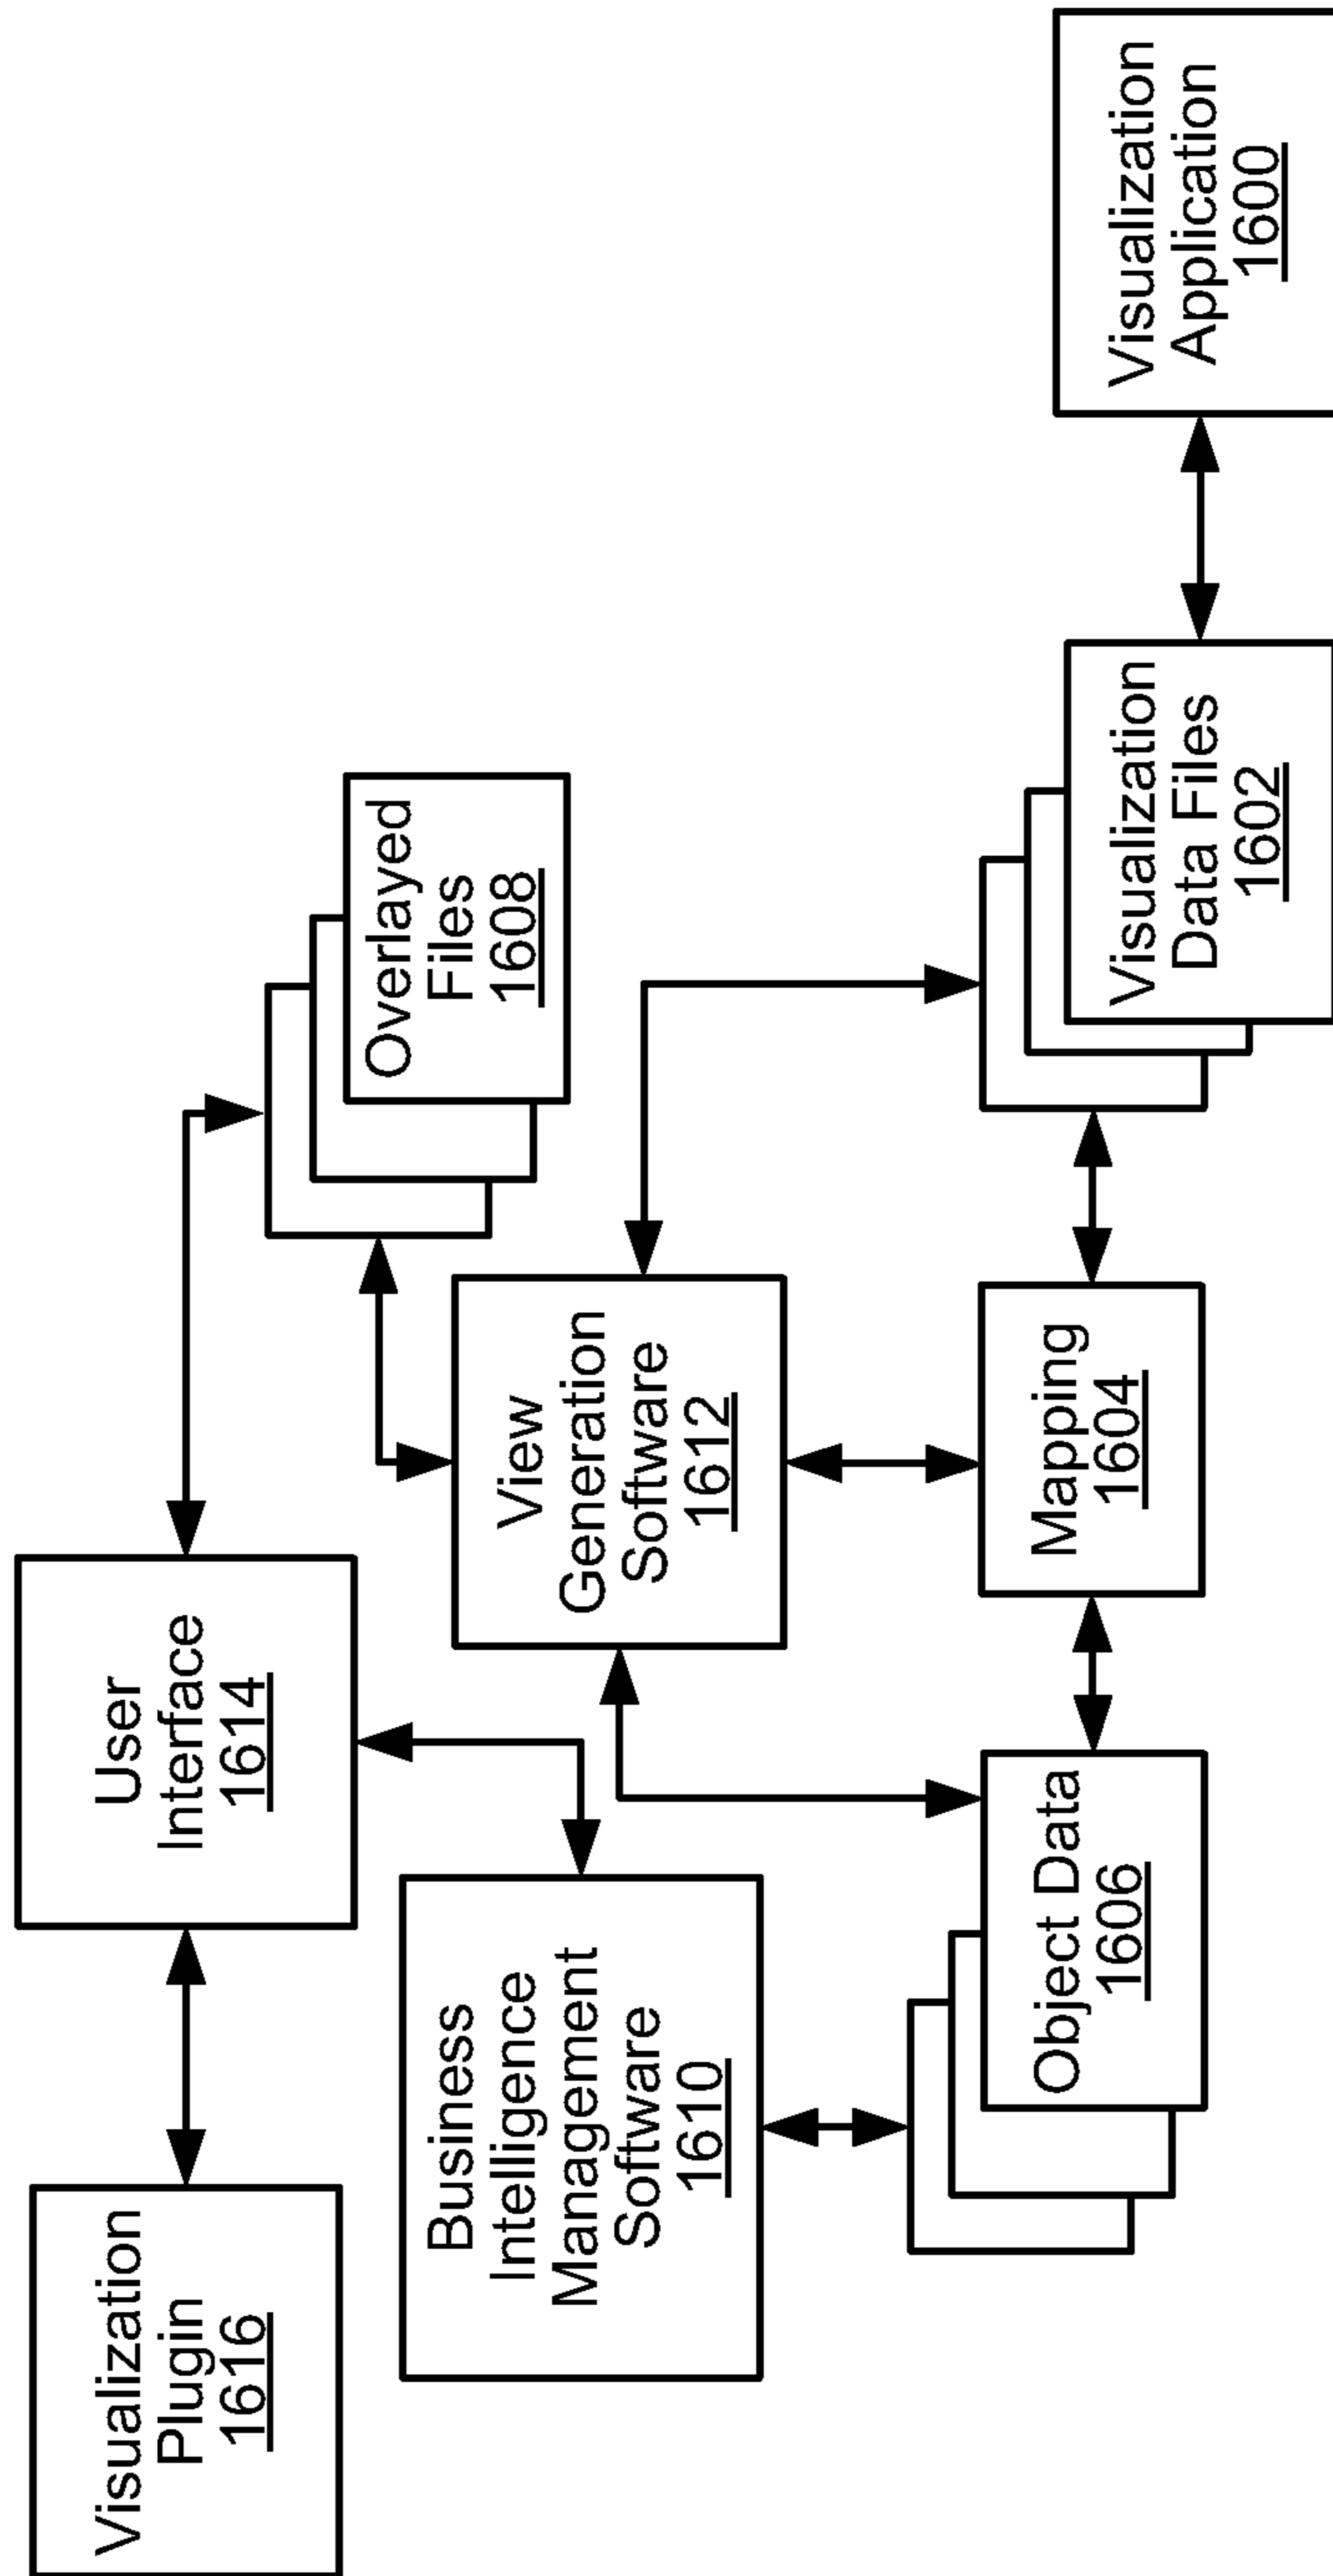 Visualization
Plugin
1616
User
Interface
1614
Overlayed
Files
1608
Business
Intelligence
Management
Software
1610
View
Generation
Software
1612
Object Data
1606
Mapping
1604
Visualization
Data Files
1602
Visualization
Application
1600